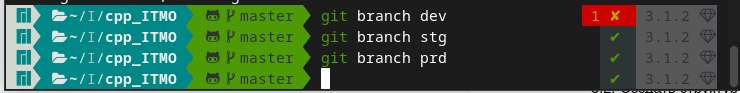 ~/I/cpp_ITMO master git branch dev 1 ✘ 3.1.2
~/I/cpp_ITMO master git branch stg ✔ 3.1.2
~/I/cpp_ITMO master git branch prd ✔ 3.1.2
~/I/cpp_ITMO master ✔ 3.1.2